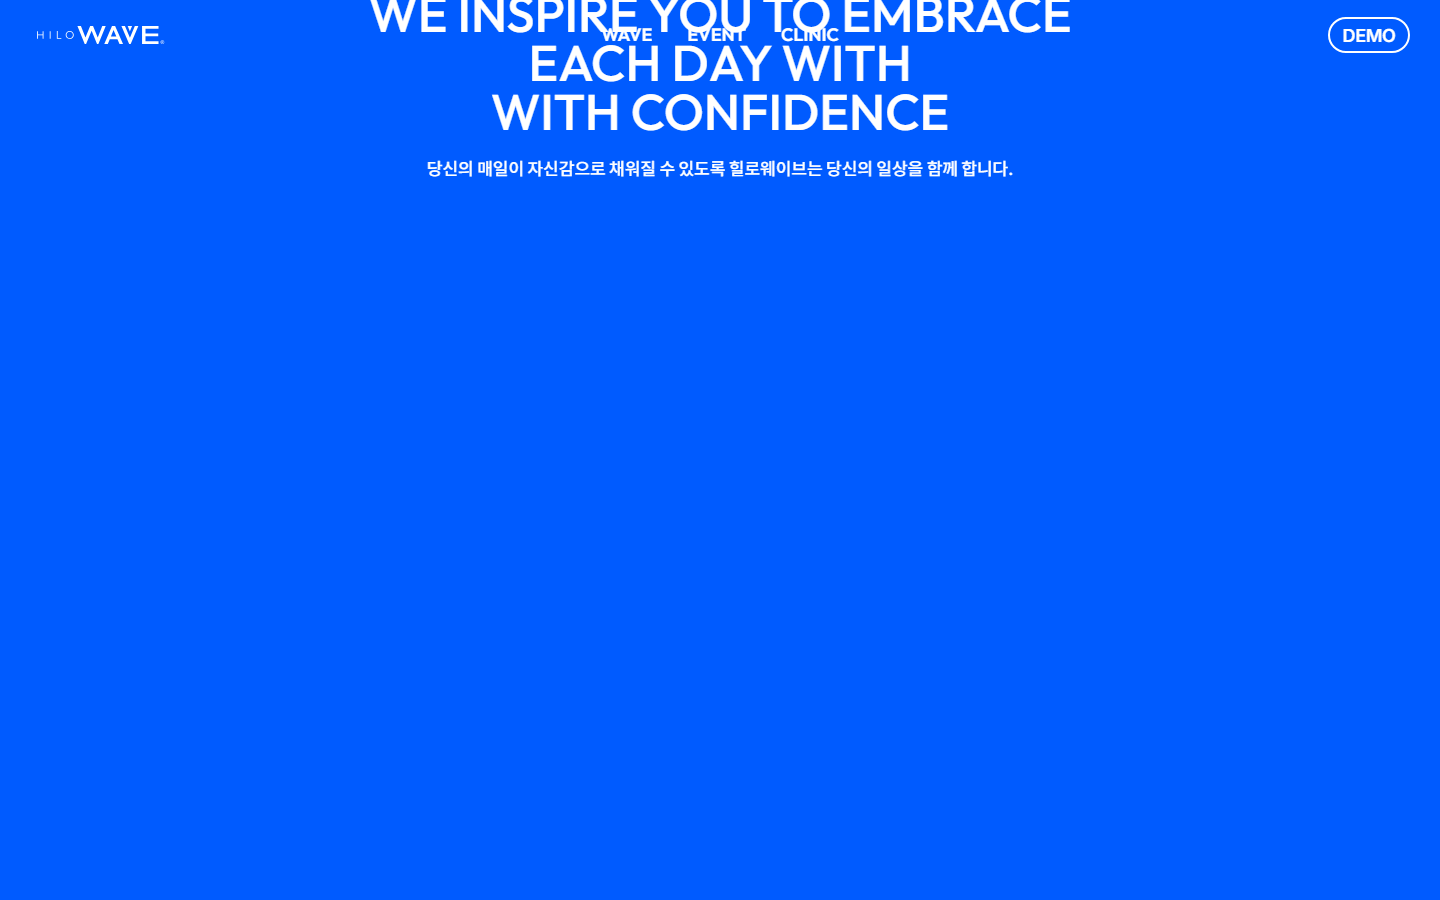 HILO WAVE®
WAVE EVENT CLINIC
DEMO
WE INSPIRE YOU TO EMBRACE
EACH DAY WITH
WITH CONFIDENCE
당신의 매일이 자신감으로 채워질 수 있도록 힐로웨이브는 당신의 일상을 함께 합니다.